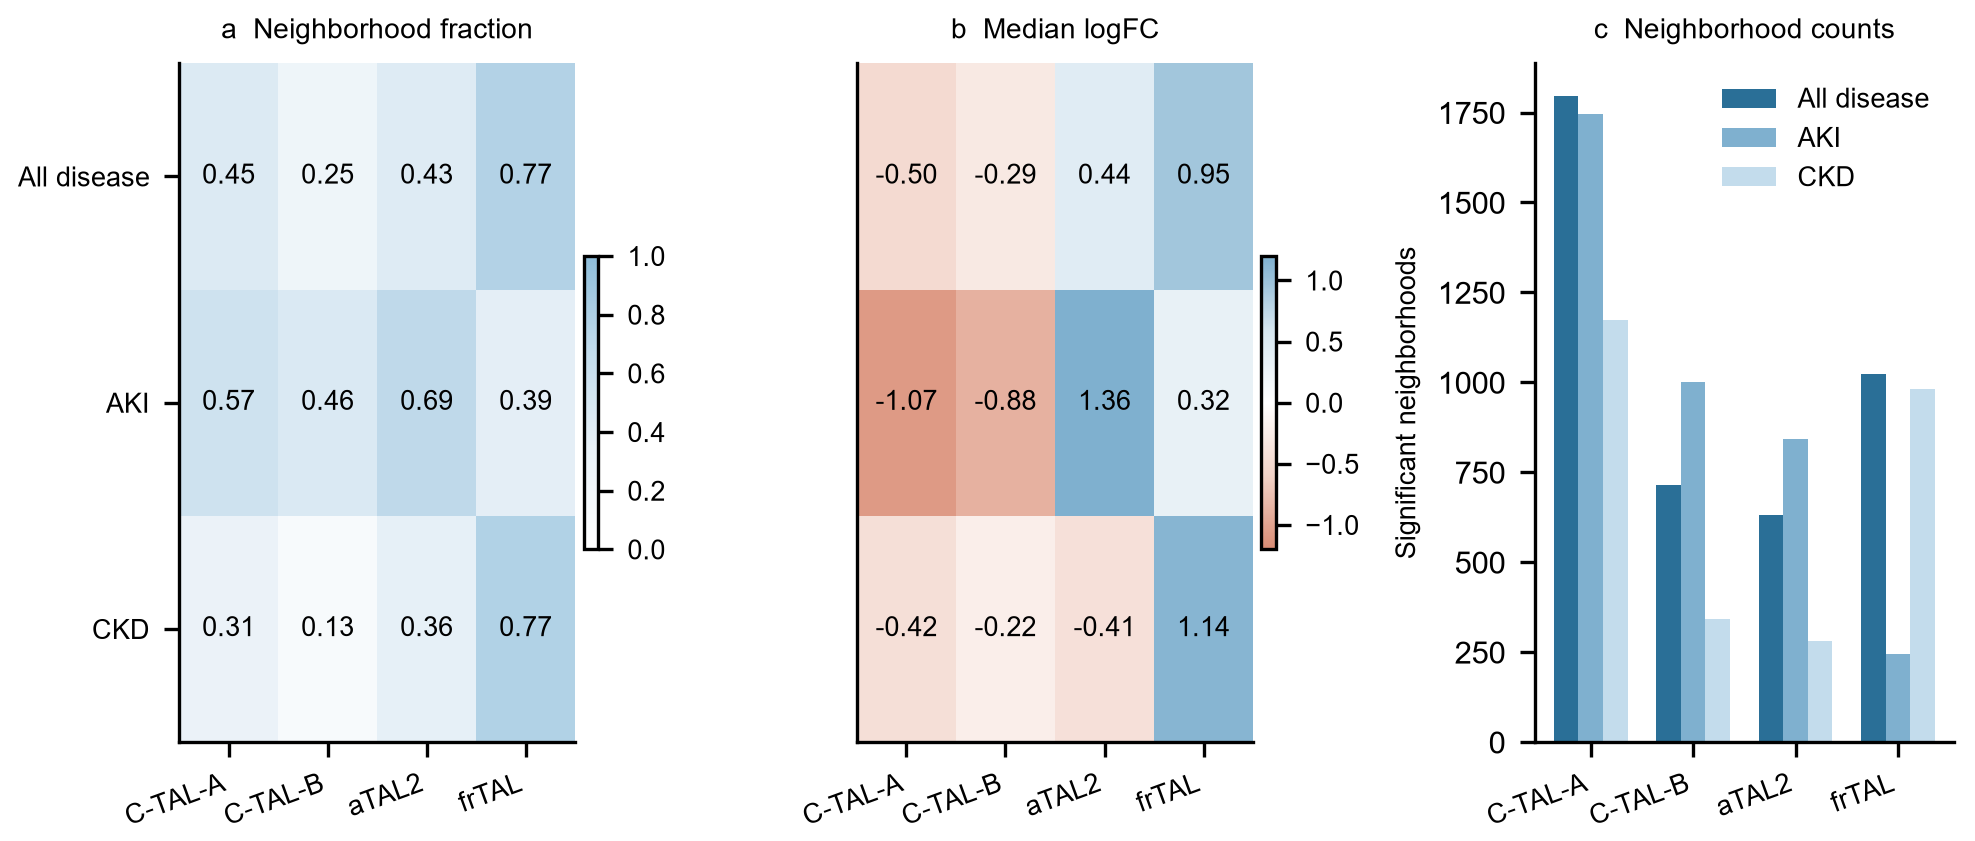 a Neighborhood fraction
All disease
AKI
CKD
0.45 0.25 0.43 0.77
0.57 0.46 0.69 0.39
0.31 0.13 0.36 0.77
C-TAL-A
C-TAL-B
aTAL2
frTAL
1.0
0.8
0.6
0.4
0.2
0.0
b Median logFC
-0.50 -0.29 0.44 0.95
-1.07 -0.88 1.36 0.32
-0.42 -0.22 -0.41 1.14
C-TAL-A
C-TAL-B
aTAL2
frTAL
1.0
0.5
0.0
−0.5
−1.0
c Neighborhood counts
Significant neighborhoods
1750
1500
1250
1000
750
500
250
0
All disease
AKI
CKD
C-TAL-A
C-TAL-B
aTAL2
frTAL